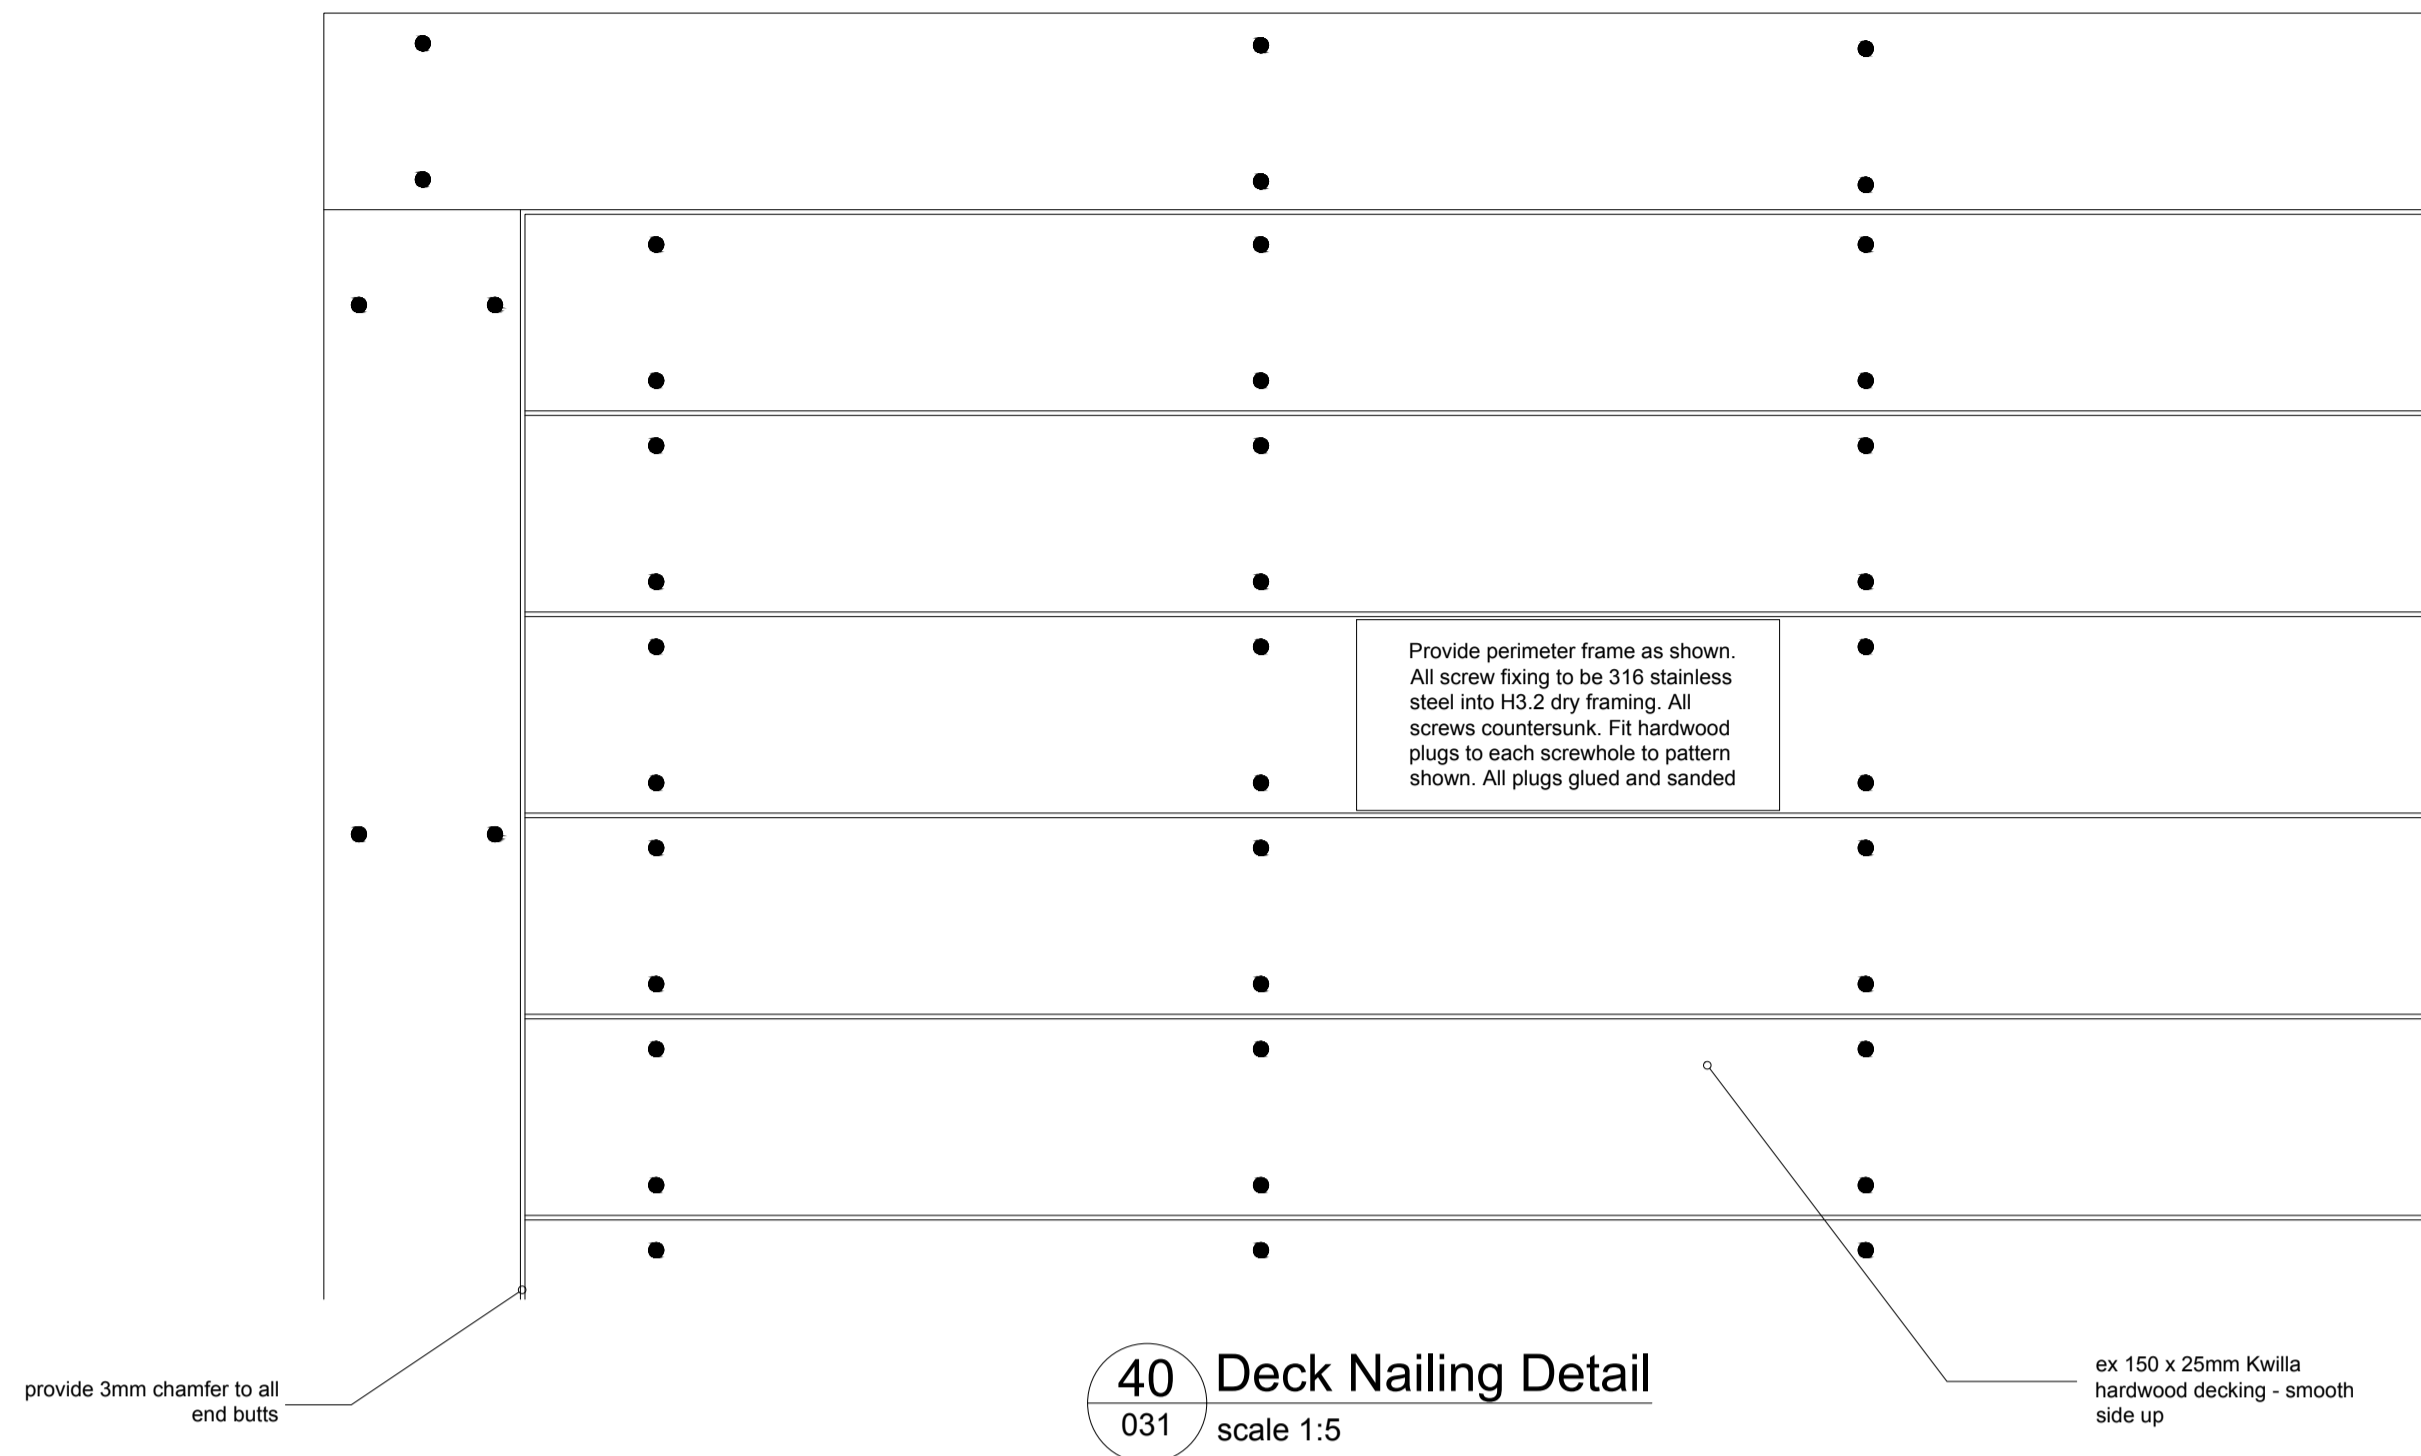 Provide perimeter frame as shown.
All screw fixing to be 316 stainless
steel into H3.2 dry framing. All
screws countersunk. Fit hardwood
plugs to each screwhole to pattern
shown. All plugs glued and sanded
provide 3mm chamfer to all
end butts
40
031
Deck Nailing Detail
scale 1:5
ex 150 x 25mm Kwilla
hardwood decking - smooth
side up